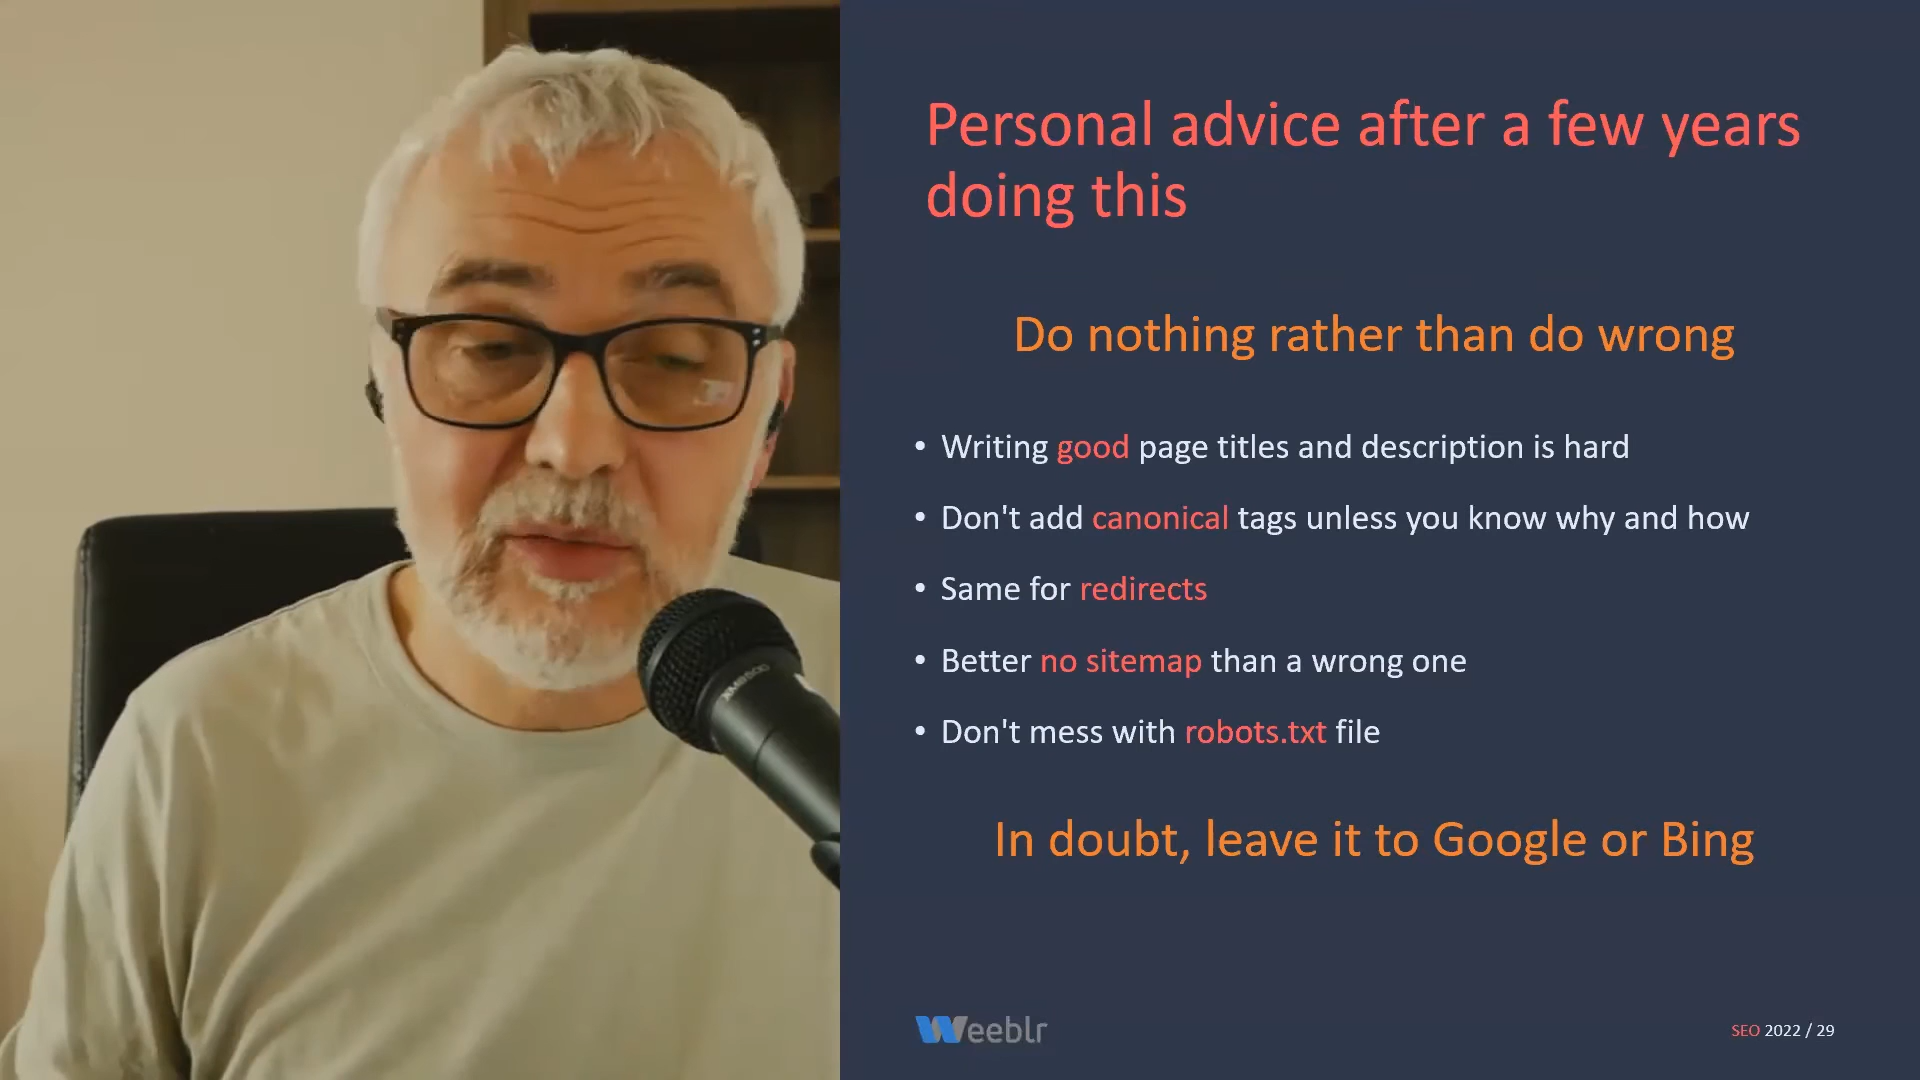 Personal advice after a few years
doing this
Do nothing rather than do wrong
• Writing good page titles and description is hard
• Don't add canonical tags unless you know why and how
• Same for redirects
• Better no sitemap than a wrong one
• Don't mess with robots.txt file
In doubt, leave it to Google or Bing
Weeblr
SEO 2022 / 29